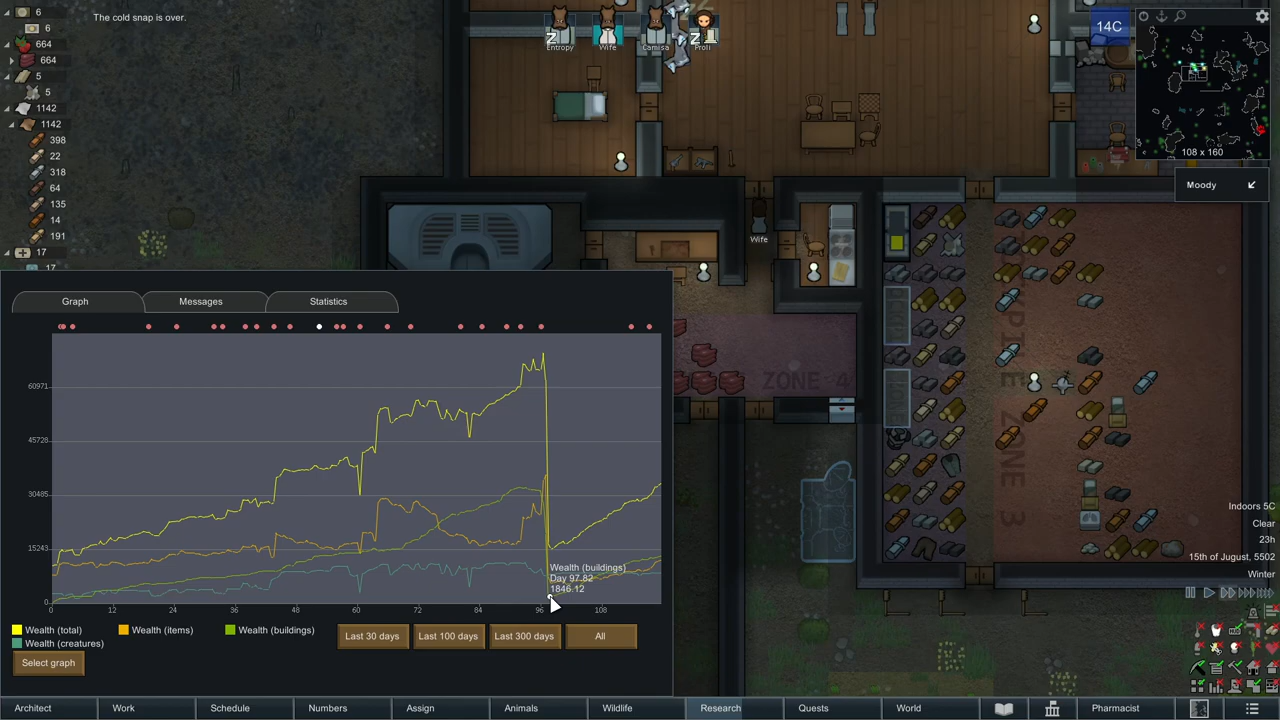 6
6
664
664
5
5
1142
1142
398
22
318
64
135
14
191
17
17
The cold snap is over.
Entropy
Wife
Camisa
Proli
Z
Z
14C
108 x 160
Moody
Wife
ZONE 4
ZONE 3
Graph
Messages
Statistics
60971
45728
30485
15243
0
0
12
24
36
48
60
72
84
96
108
Wealth (buildings)
Day 97.82
1846.12
Wealth (total)
Wealth (items)
Wealth (buildings)
Wealth (creatures)
Last 30 days
Last 100 days
Last 300 days
All
Select graph
Indoors 5C
Clear
23h
15th of Jugust, 5502
Winter
Architect
Work
Schedule
Numbers
Assign
Animals
Wildlife
Research
Quests
World
Pharmacist